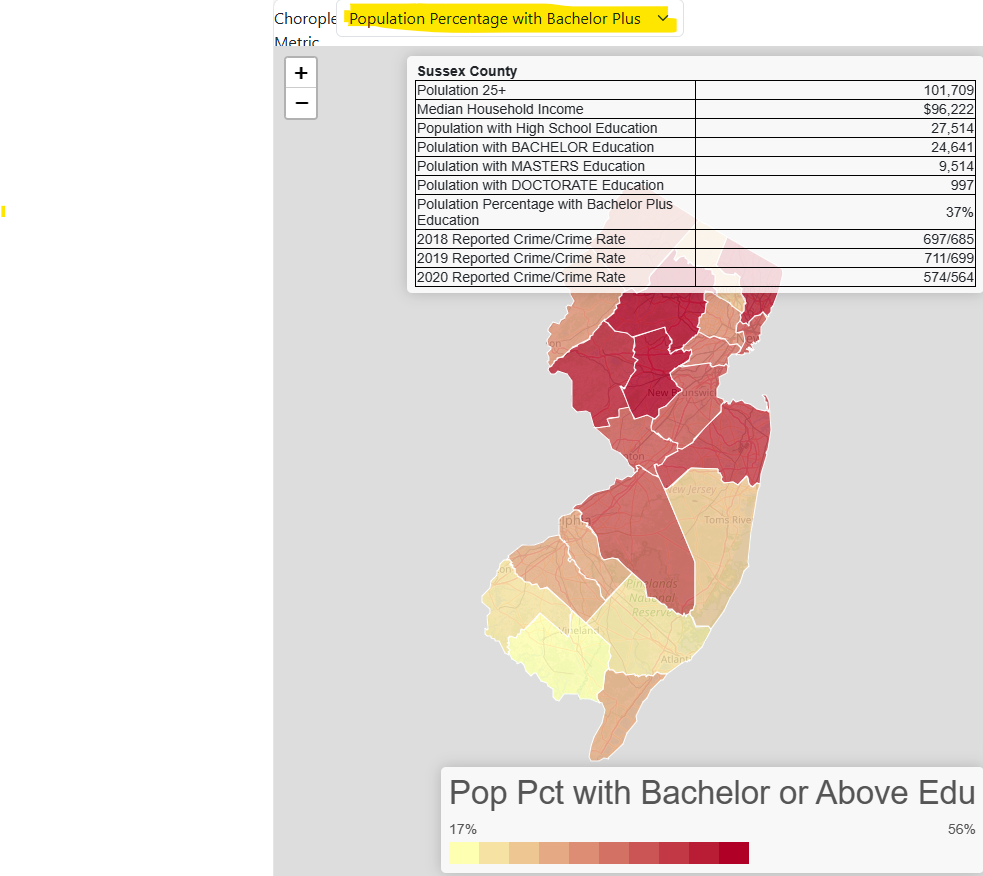 Population Percentage with Bachelor Plus
Metric
+
−
Sussex County
Polulation 25+ 101,709
Median Household Income $96,222
Population with High School Education 27,514
Polulation with BACHELOR Education 24,641
Polulation with MASTERS Education 9,514
Polulation with DOCTORATE Education 997
Polulation Percentage with Bachelor Plus
Education 37%
2018 Reported Crime/Crime Rate 697/685
2019 Reported Crime/Crime Rate 711/699
2020 Reported Crime/Crime Rate 574/564
New Brunswick
New Jersey
Toms Rive
Pinelands
National
Reserve
Vineland
Atlant
Pop Pct with Bachelor or Above Edu
17% 56%